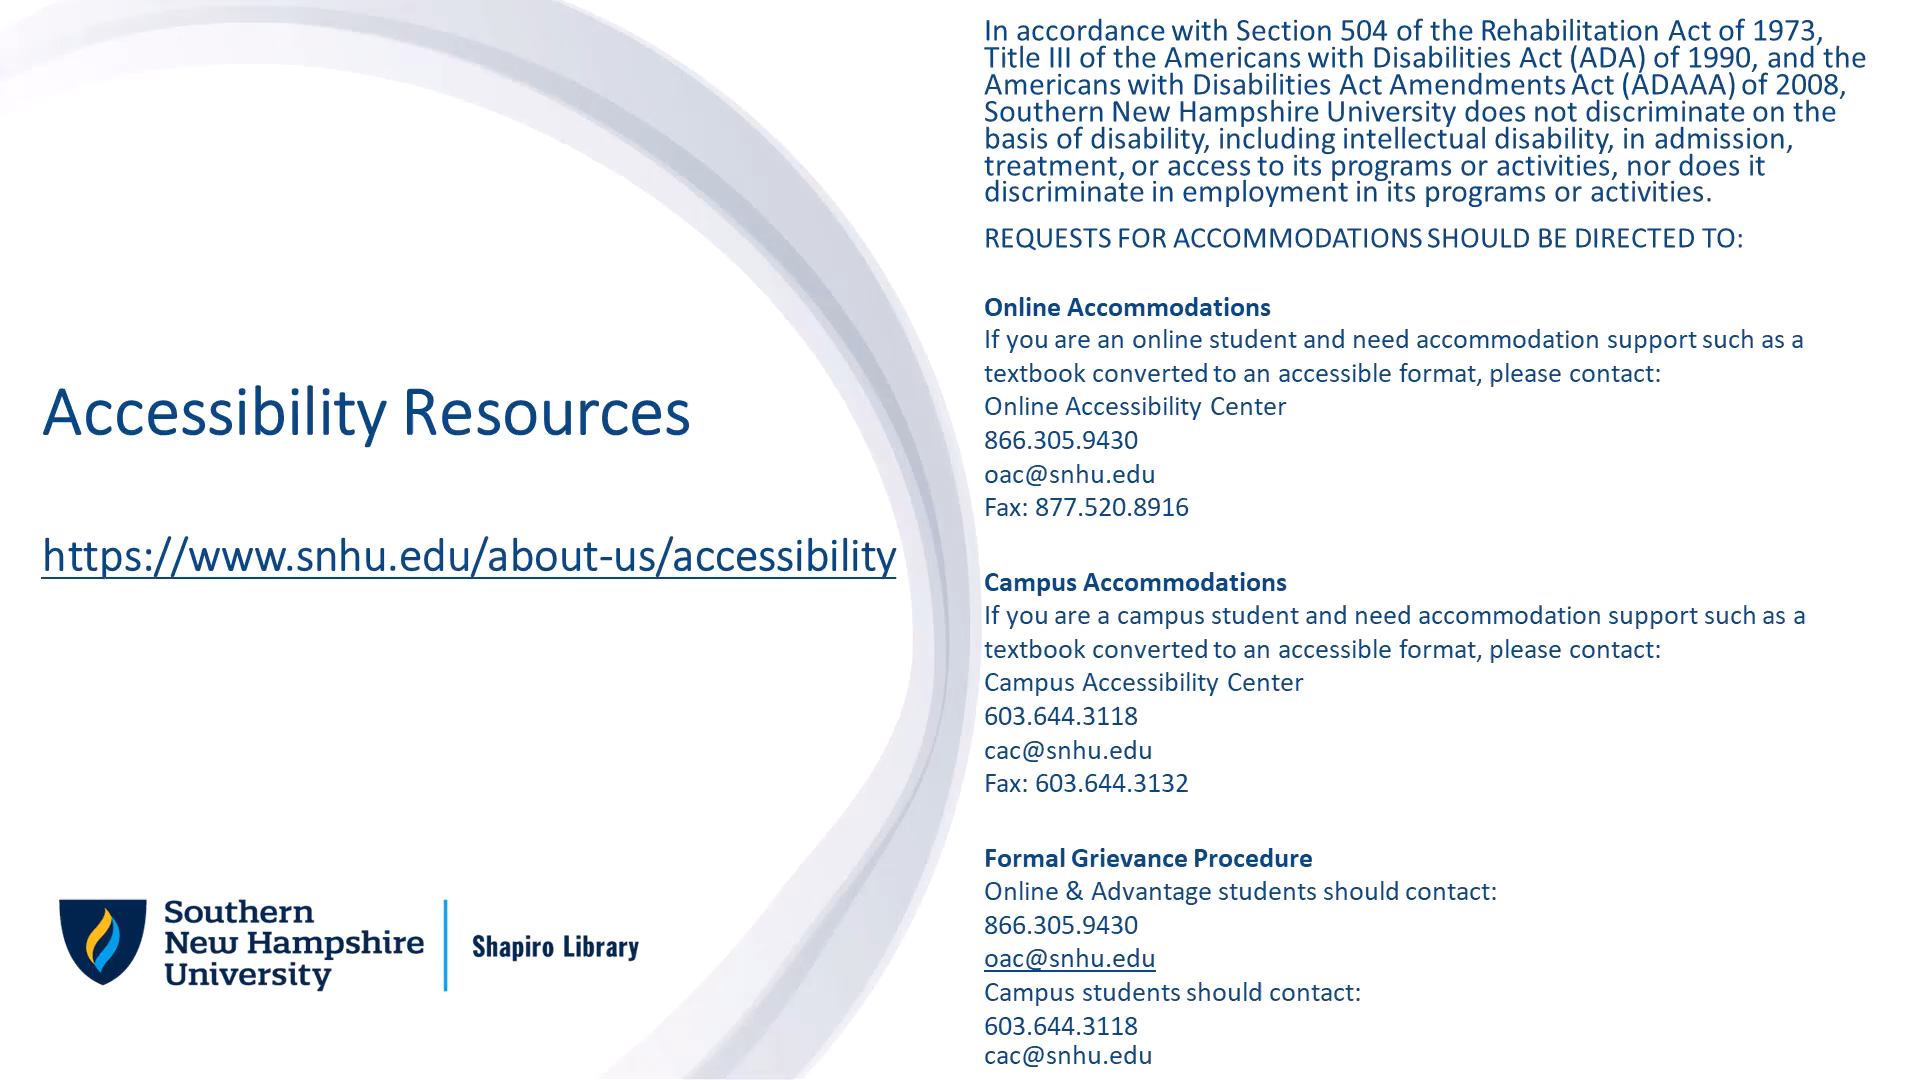 Accessibility Resources
https://www.snhu.edu/about-us/accessibility
Southern
New Hampshire
University
Shapiro Library
In accordance with Section 504 of the Rehabilitation Act of 1973,
Title III of the Americans with Disabilities Act (ADA) of 1990, and the
Americans with Disabilities Act Amendments Act (ADAAA) of 2008,
Southern New Hampshire University does not discriminate on the
basis of disability, including intellectual disability, in admission,
treatment, or access to its programs or activities, nor does it
discriminate in employment in its programs or activities.
REQUESTS FOR ACCOMMODATIONS SHOULD BE DIRECTED TO:
Online Accommodations
If you are an online student and need accommodation support such as a
textbook converted to an accessible format, please contact:
Online Accessibility Center
866.305.9430
oac@snhu.edu
Fax: 877.520.8916
Campus Accommodations
If you are a campus student and need accommodation support such as a
textbook converted to an accessible format, please contact:
Campus Accessibility Center
603.644.3118
cac@snhu.edu
Fax: 603.644.3132
Formal Grievance Procedure
Online & Advantage students should contact:
866.305.9430
oac@snhu.edu
Campus students should contact:
603.644.3118
cac@snhu.edu